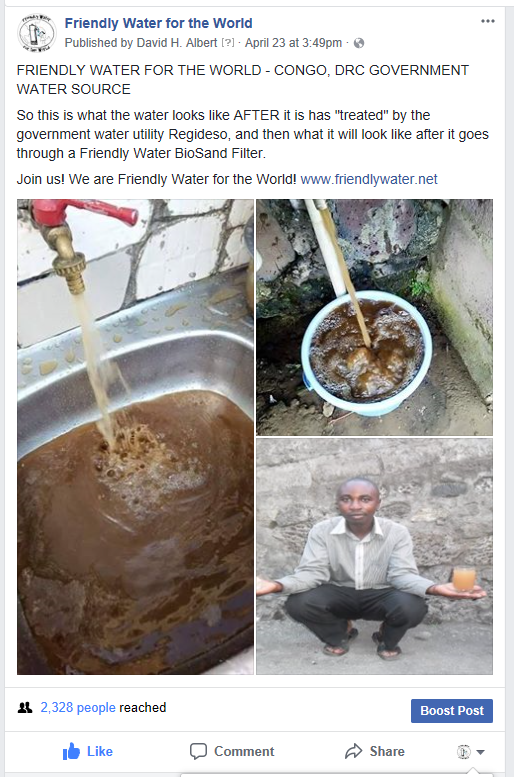 Friendly Water for the World
Published by David H. Albert [?] · April 23 at 3:49pm ·
FRIENDLY WATER FOR THE WORLD - CONGO, DRC GOVERNMENT
WATER SOURCE
So this is what the water looks like AFTER it is has "treated" by the
government water utility Regideso, and then what it will look like after it goes
through a Friendly Water BioSand Filter.
Join us! We are Friendly Water for the World! www.friendlywater.net
2,328 people reached
Boost Post
Like
Comment
Share